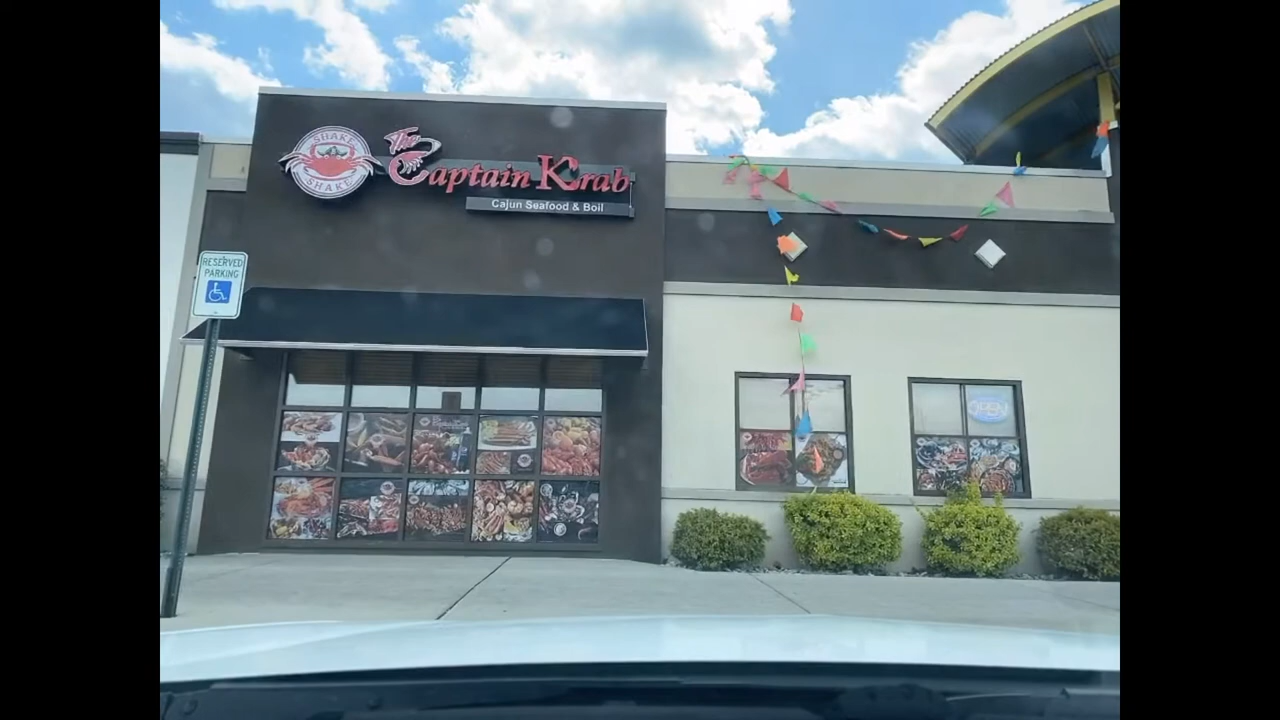 SHAKE
SHAKE
The
Captain Krab
Cajun Seafood & Boil
RESERVED
PARKING
OPEN